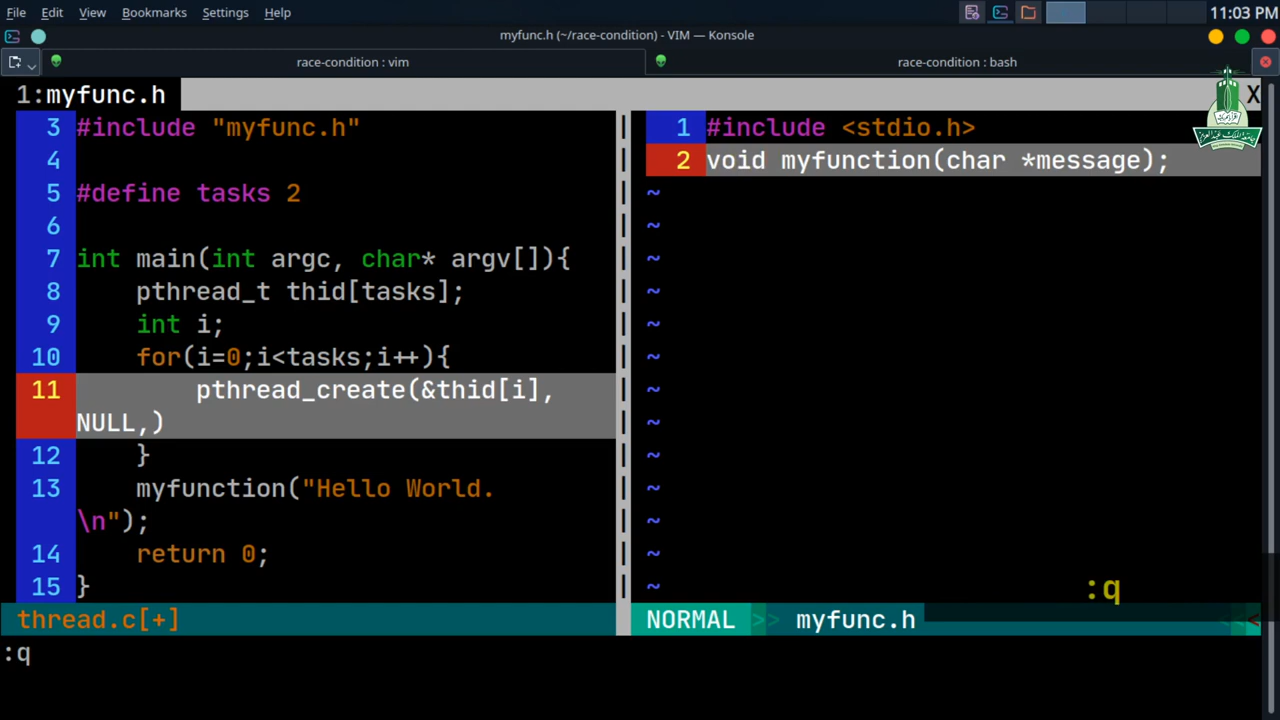 File Edit View Bookmarks Settings Help
11:03 PM
myfunc.h (~/race-condition) - VIM — Konsole
race-condition : vim
race-condition : bash
1:myfunc.h
X
3 #include "myfunc.h"
4
5 #define tasks 2
6
7 int main(int argc, char* argv[]){
8 pthread_t thid[tasks];
9 int i;
10 for(i=0;i<tasks;i++){
11 pthread_create(&thid[i],
NULL,)
12 }
13 myfunction("Hello World.
\n");
14 return 0;
15 }
thread.c[+]
1 #include <stdio.h>
2 void myfunction(char *message);
~
~
~
~
~
~
~
~
~
~
~
~
~
:q
NORMAL >> myfunc.h <<<
:q